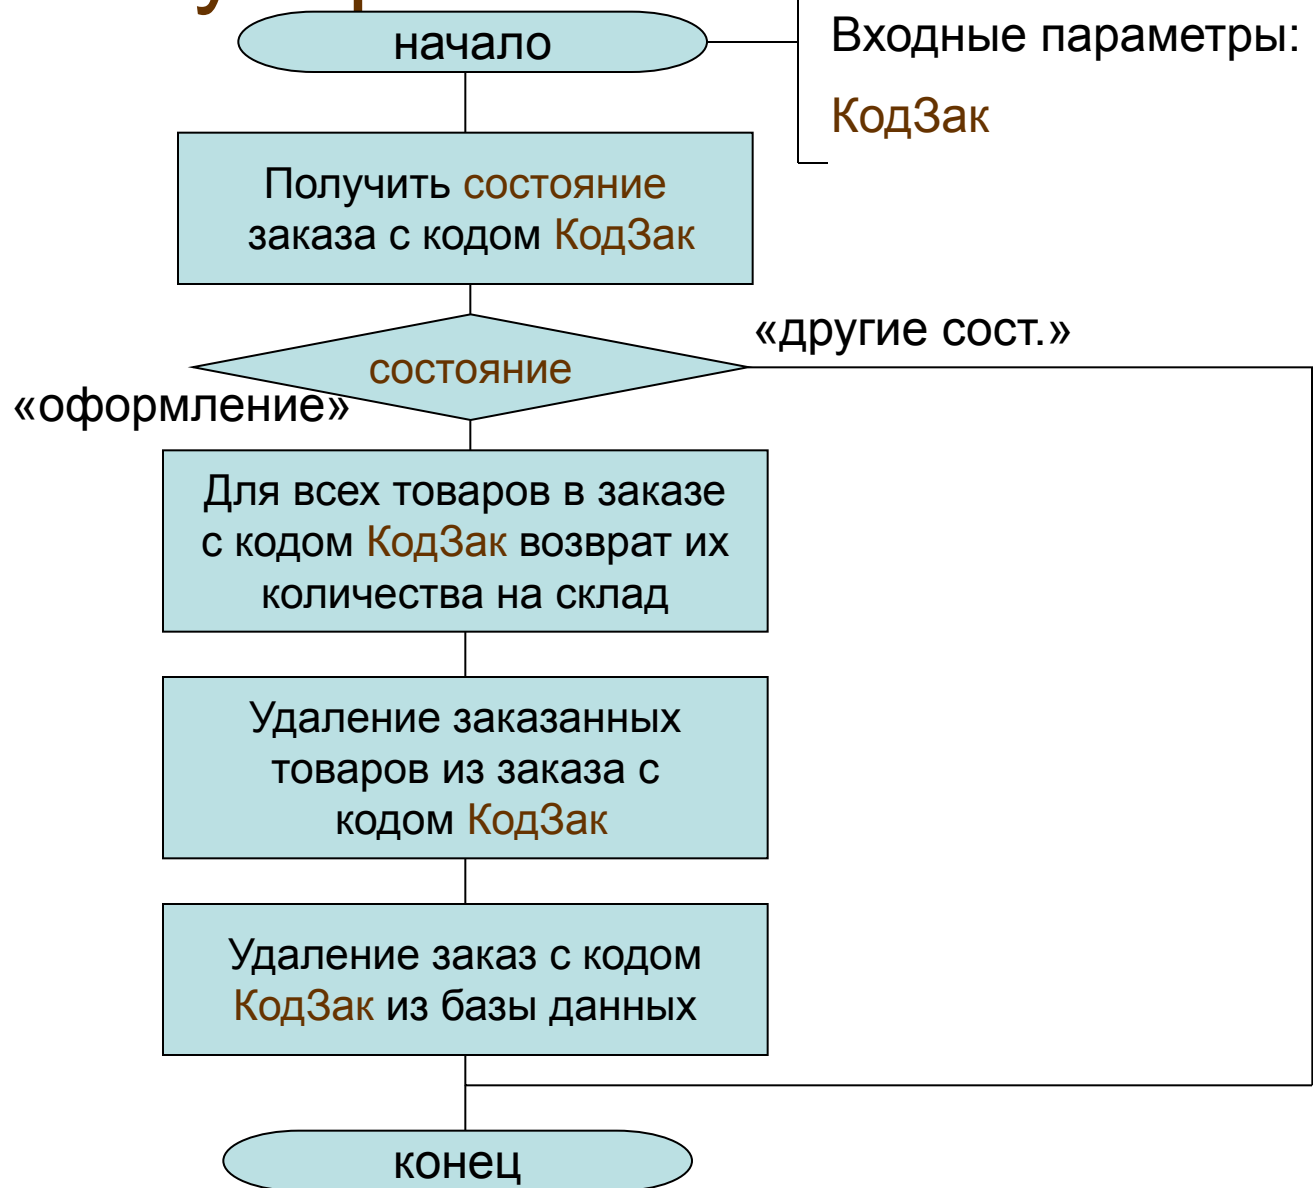 начало
Входные параметры:
КодЗак
Получить состояние
заказа с кодом КодЗак
состояние
«другие сост.»
«оформление»
Для всех товаров в заказе
с кодом КодЗак возврат их
количества на склад
Удаление заказанных
товаров из заказа с
кодом КодЗак
Удаление заказ с кодом
КодЗак из базы данных
конец